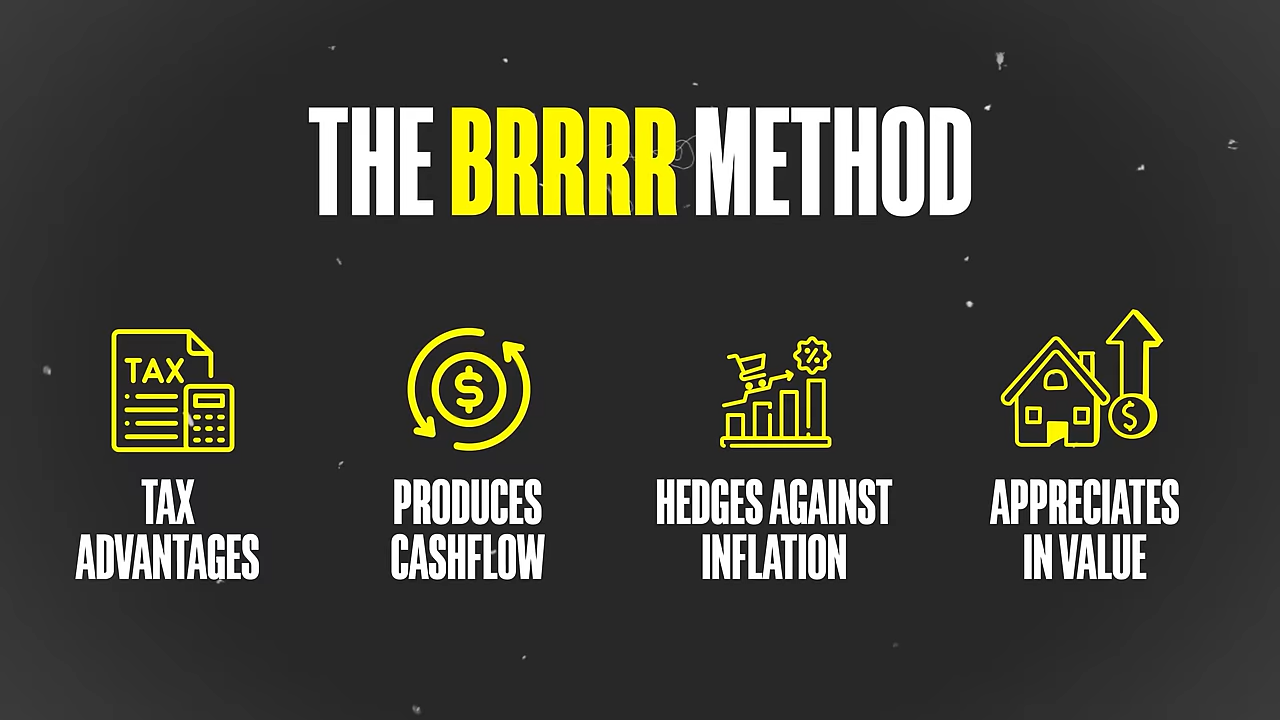 THE BRRRR METHOD
TAX
TAX
ADVANTAGES
$
PRODUCES
CASHFLOW
%
HEDGES AGAINST
INFLATION
$
APPRECIATES
IN VALUE